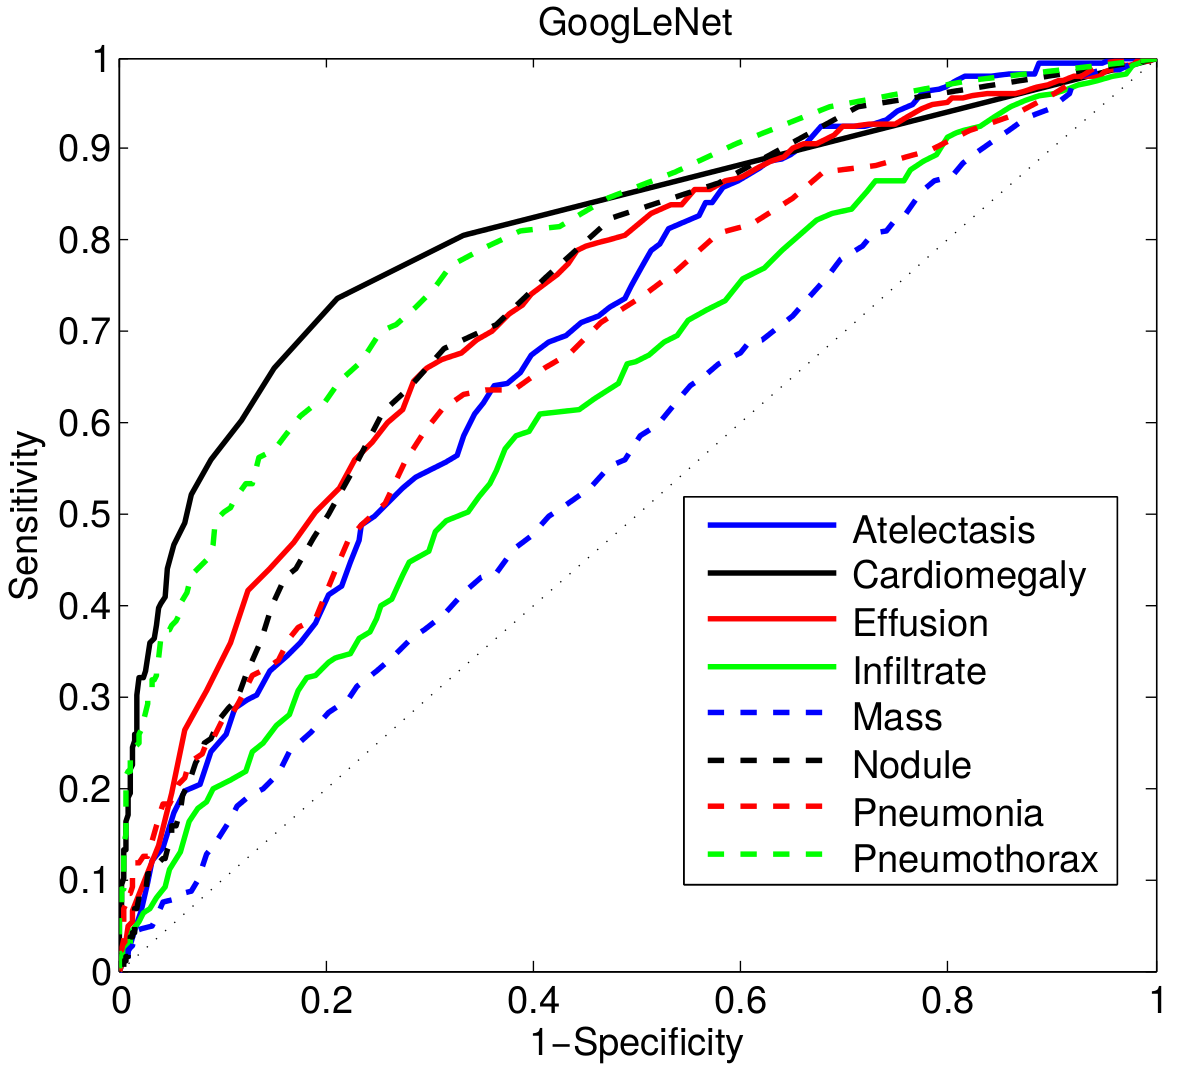 GoogLeNet
1
0.9
0.8
0.7
0.6
0.5
0.4
0.3
0.2
0.1
0
Sensitivity
Atelectasis
Cardiomegaly
Effusion
Infiltrate
Mass
Nodule
Pneumonia
Pneumothorax
0 0.2 0.4 0.6 0.8 1
1−Specificity